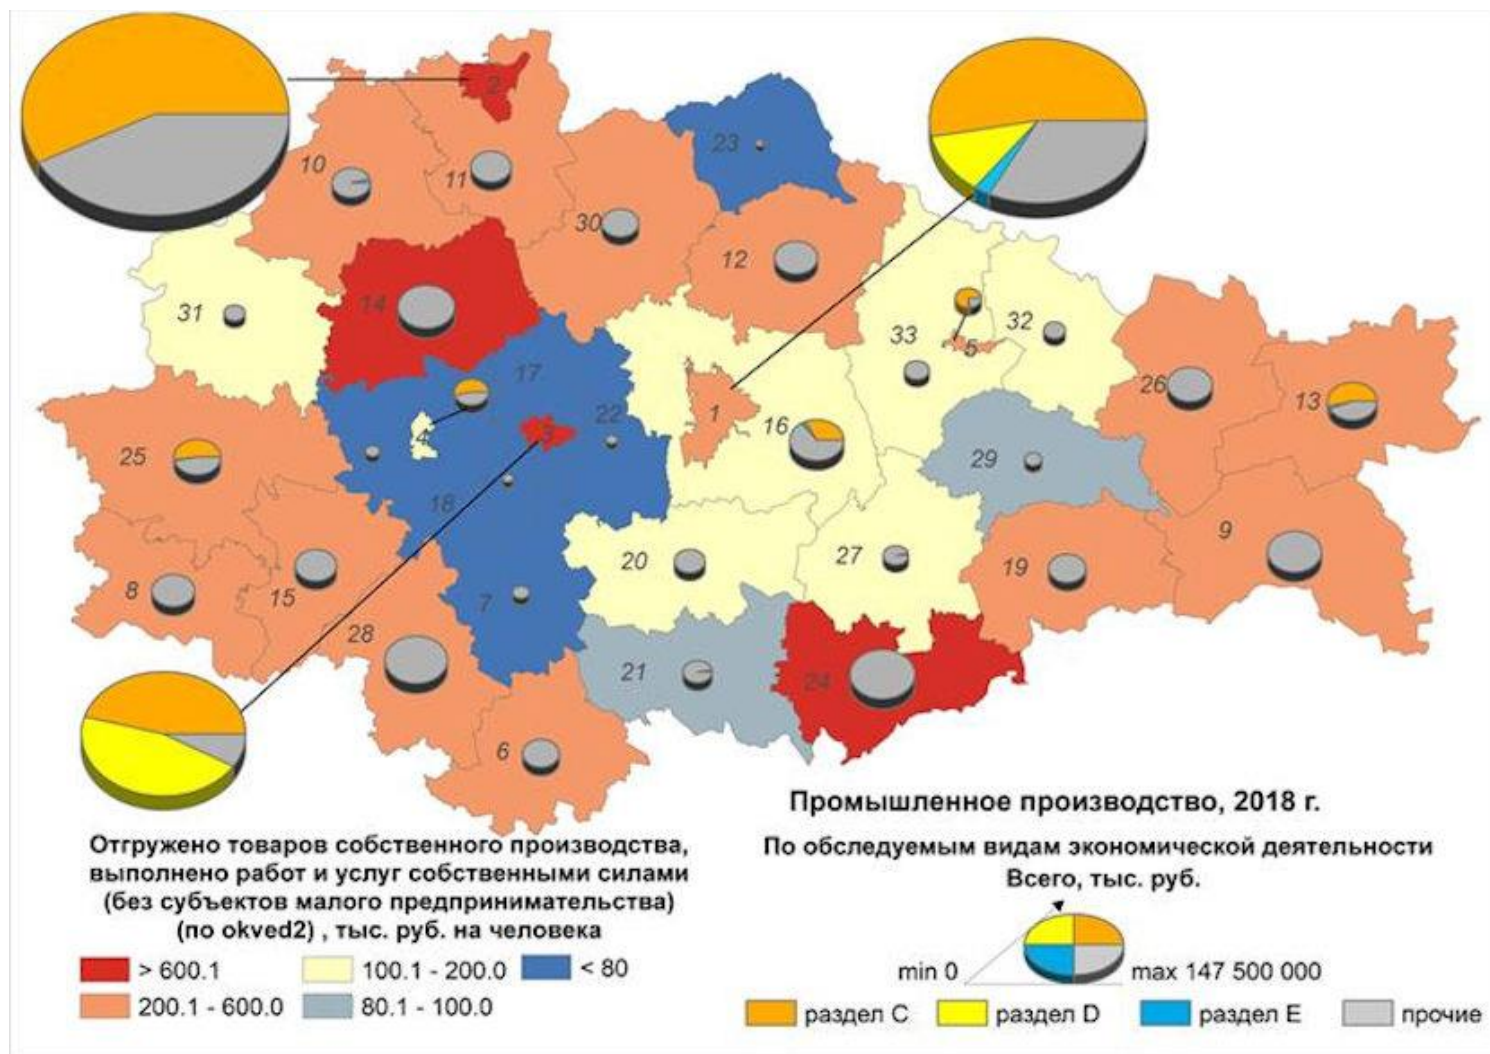 2
23
10
11
30
12
14
31
33
32
5
17
26
13
4
3
22
1
16
25
29
18
9
20
27
19
8
15
7
28
21
24
6
Промышленное производство, 2018 г.
Отгружено товаров собственного производства,
выполнено работ и услуг собственными силами
(без субъектов малого предпринимательства)
(по okved2) , тыс. руб. на человека
> 600.1
100.1 - 200.0
< 80
200.1 - 600.0
80.1 - 100.0
По обследуемым видам экономической деятельности
Всего, тыс. руб.
min 0
max 147 500 000
раздел C
раздел D
раздел E
прочие